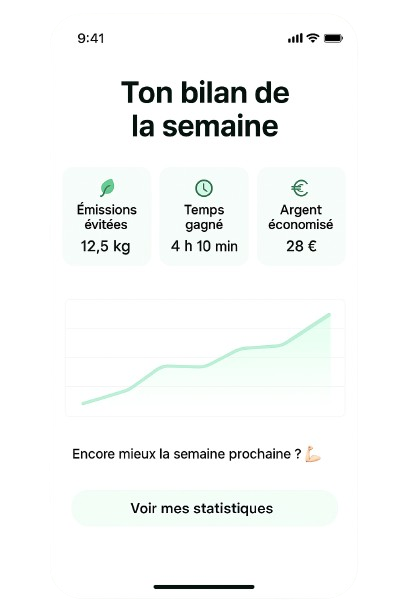 9:41
Ton bilan de
la semaine
Émissions
évitées
12,5 kg
Temps
gagné
4 h 10 min
Argent
économisé
28 €
Encore mieux la semaine prochaine ? 💪🏻
Voir mes statistiques